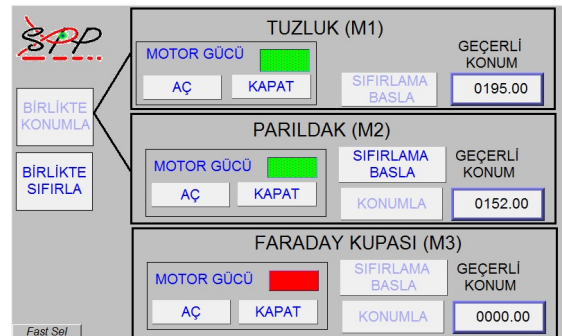 SPP
BİRLİKTE
KONUMLA
BİRLİKTE
SIFIRLA
Fast Sel
TUZLUK (M1)
MOTOR GÜCÜ
AÇ
KAPAT
SIFIRLAMA
BASLA
GEÇERLİ
KONUM
0195.00
PARILDAK (M2)
MOTOR GÜCÜ
AÇ
KAPAT
SIFIRLAMA
BASLA
KONUMLA
GEÇERLİ
KONUM
0152.00
FARADAY KUPASI (M3)
MOTOR GÜCÜ
AÇ
KAPAT
SIFIRLAMA
BASLA
KONUMLA
GEÇERLİ
KONUM
0000.00